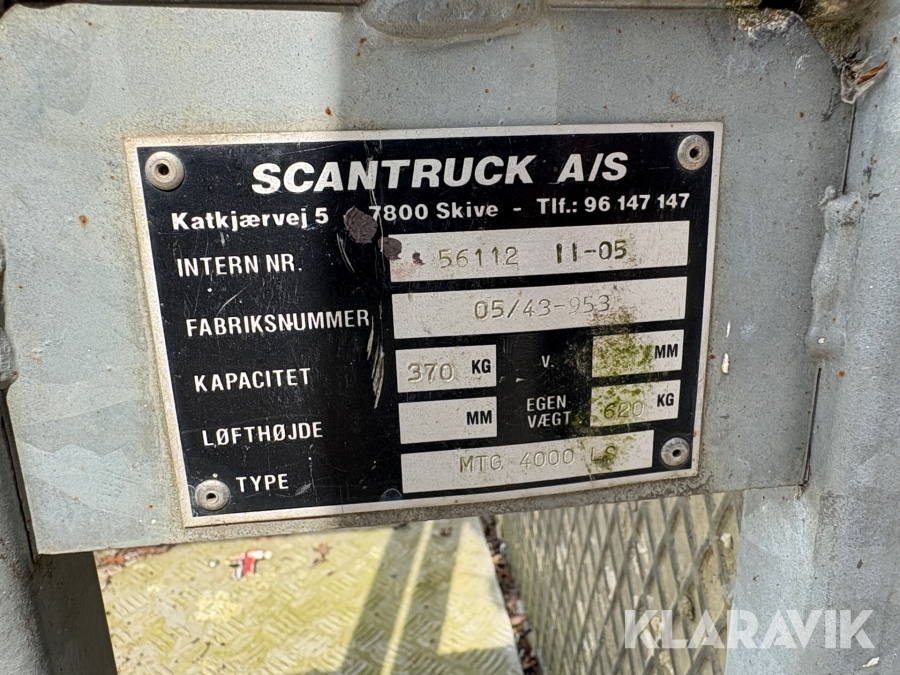 SCANTRUCK A/S
Katkjærvej 5 7800 Skive - Tlf.: 96 147 147
INTERN NR. 56112 11-05
FABRIKSNUMMER 05/43-953
KAPACITET 370 KG V. MM
LØFTHØJDE MM EGEN VÆGT 620 KG
TYPE MTG 4000 LS
KLARAVIK